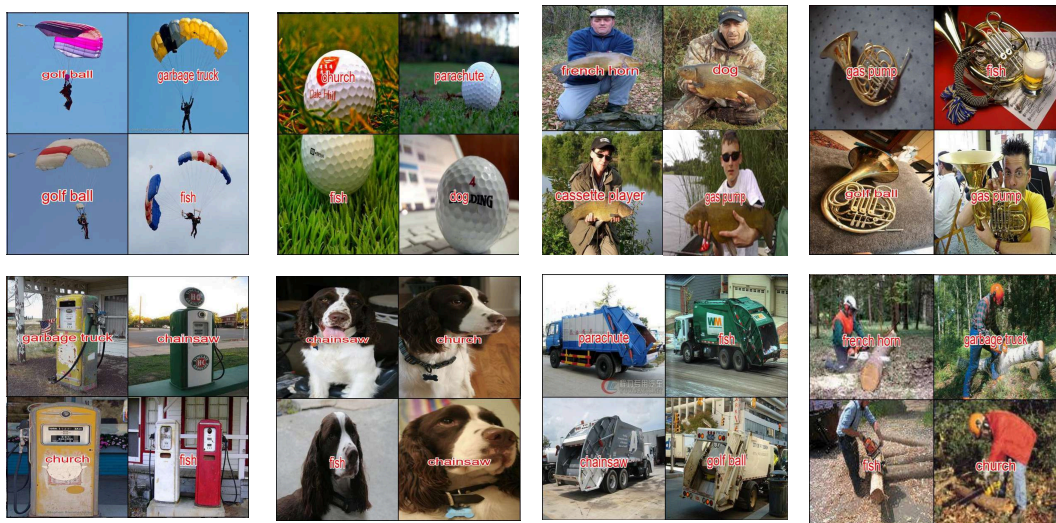 golf ball
garbage truck
golf ball
fish
church
parachute
fish
4
dog
french horn
dog
cassette player
gas pump
gas pump
fish
golf ball
gas pump
garbage truck
chainsaw
church
fish
chainsaw
church
fish
chainsaw
parachute
WM
fish
chainsaw
golf ball
french horn
garbage truck
fish
church